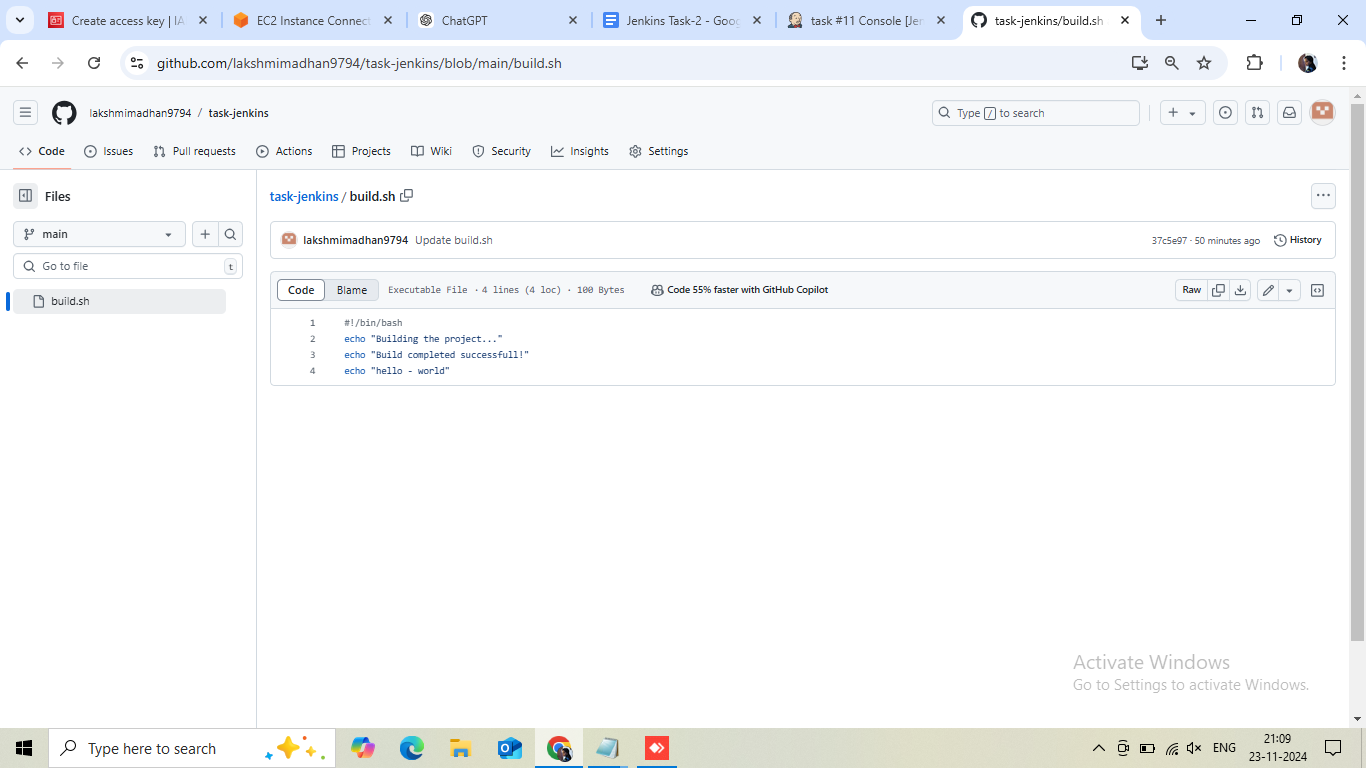 Create access key | IA
EC2 Instance Connect
ChatGPT
Jenkins Task-2 - Goog
task #11 Console [Jen
task-jenkins/build.sh
github.com/lakshmimadhan9794/task-jenkins/blob/main/build.sh
lakshmimadhan9794 / task-jenkins
Type / to search
Code
Issues
Pull requests
Actions
Projects
Wiki
Security
Insights
Settings
Files
main
Go to file
t
build.sh
task-jenkins / build.sh
lakshmimadhan9794 Update build.sh
37c5e97 · 50 minutes ago
History
Code
Blame
Executable File · 4 lines (4 loc) · 100 Bytes
Code 55% faster with GitHub Copilot
Raw
1 #!/bin/bash
2 echo "Building the project..."
3 echo "Build completed successfull!"
4 echo "hello - world"
Activate Windows
Go to Settings to activate Windows.
Type here to search
ENG
21:09
23-11-2024